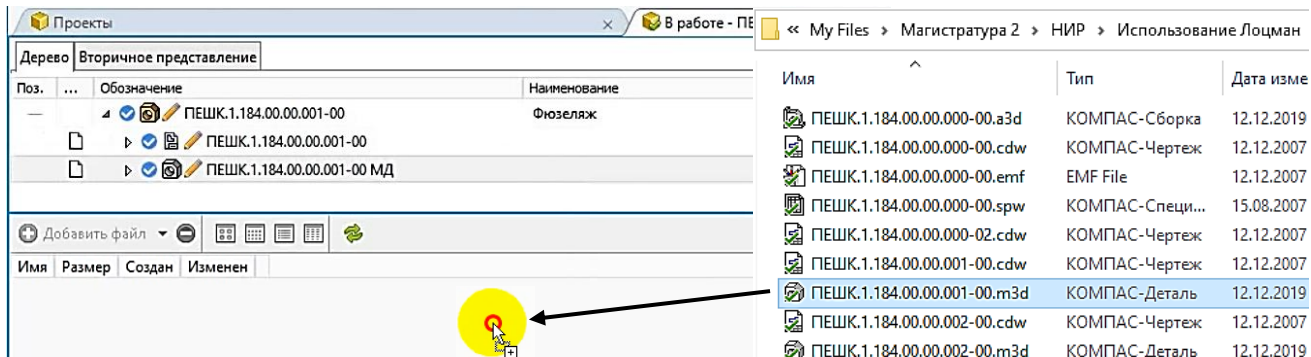 Проекты
В работе - ПЕ
Дерево Вторичное представление
Поз. ... Обозначение Наименование
ПЕШК.1.184.00.00.001-00 Фюзеляж
ПЕШК.1.184.00.00.001-00
ПЕШК.1.184.00.00.001-00 МД
Добавить файл
Имя Размер Создан Изменен
« My Files › Магистратура 2 › НИР › Использование Лоцман
Имя Тип Дата изме
ПЕШК.1.184.00.00.000-00.a3d КОМПАС-Сборка 12.12.2019
ПЕШК.1.184.00.00.000-00.cdw КОМПАС-Чертеж 12.12.2007
ПЕШК.1.184.00.00.000-00.emf EMF File 12.12.2007
ПЕШК.1.184.00.00.000-00.spw КОМПАС-Специ... 15.08.2007
ПЕШК.1.184.00.00.000-02.cdw КОМПАС-Чертеж 12.12.2007
ПЕШК.1.184.00.00.001-00.cdw КОМПАС-Чертеж 12.12.2007
ПЕШК.1.184.00.00.001-00.m3d КОМПАС-Деталь 12.12.2019
ПЕШК.1.184.00.00.002-00.cdw КОМПАС-Чертеж 12.12.2007
ПЕШК.1.184.00.00.002-00.m3d КОМПАС-Деталь 12.12.2019